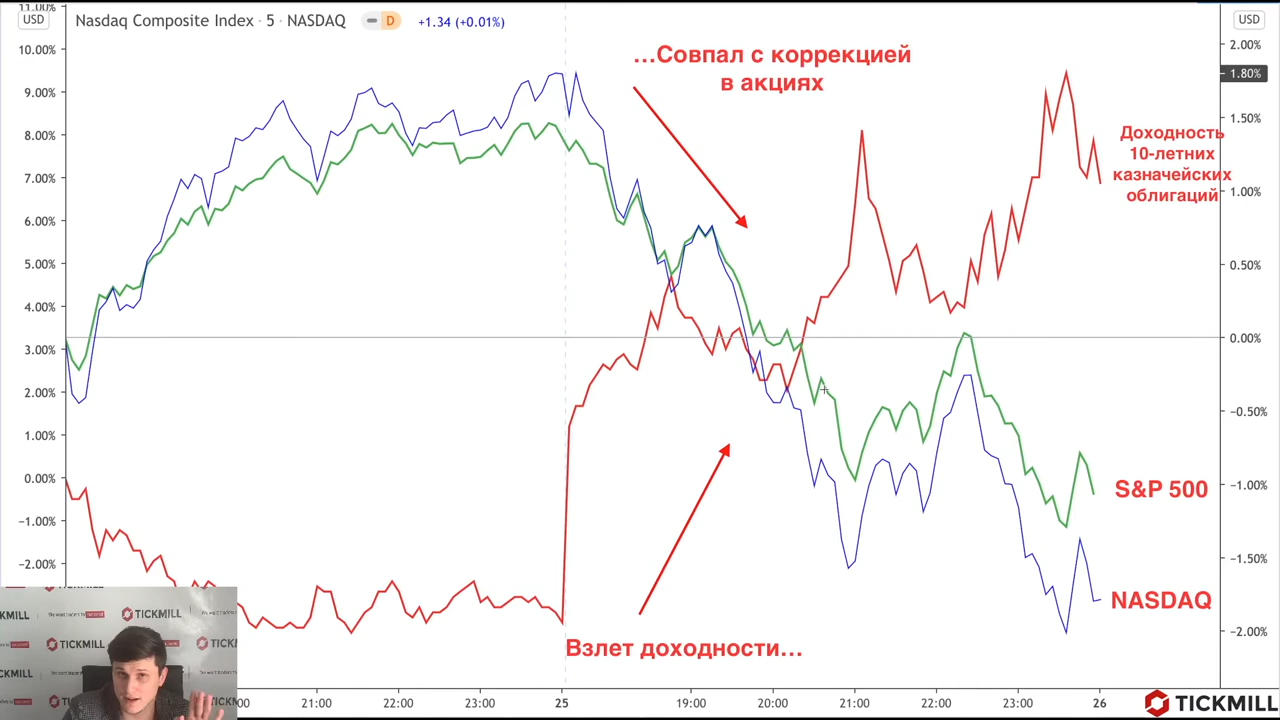 11.00%
USD
Nasdaq Composite Index · 5 · NASDAQ
D
+1.34 (+0.01%)
USD
10.00%
9.00%
8.00%
7.00%
6.00%
5.00%
4.00%
3.00%
2.00%
1.00%
0.00%
−1.00%
−2.00%
...Совпал с коррекцией
в акциях
2.00%
1.80%
1.50%
1.00%
0.50%
0.00%
−0.50%
−1.00%
−1.50%
−2.00%
Доходность
10-летних
казначейских
облигаций
S&P 500
NASDAQ
Взлет доходности...
TICKMILL
TICKMILL
TICKMILL
21:00
22:00
23:00
25
19:00
20:00
21:00
22:00
23:00
26
TICKMILL